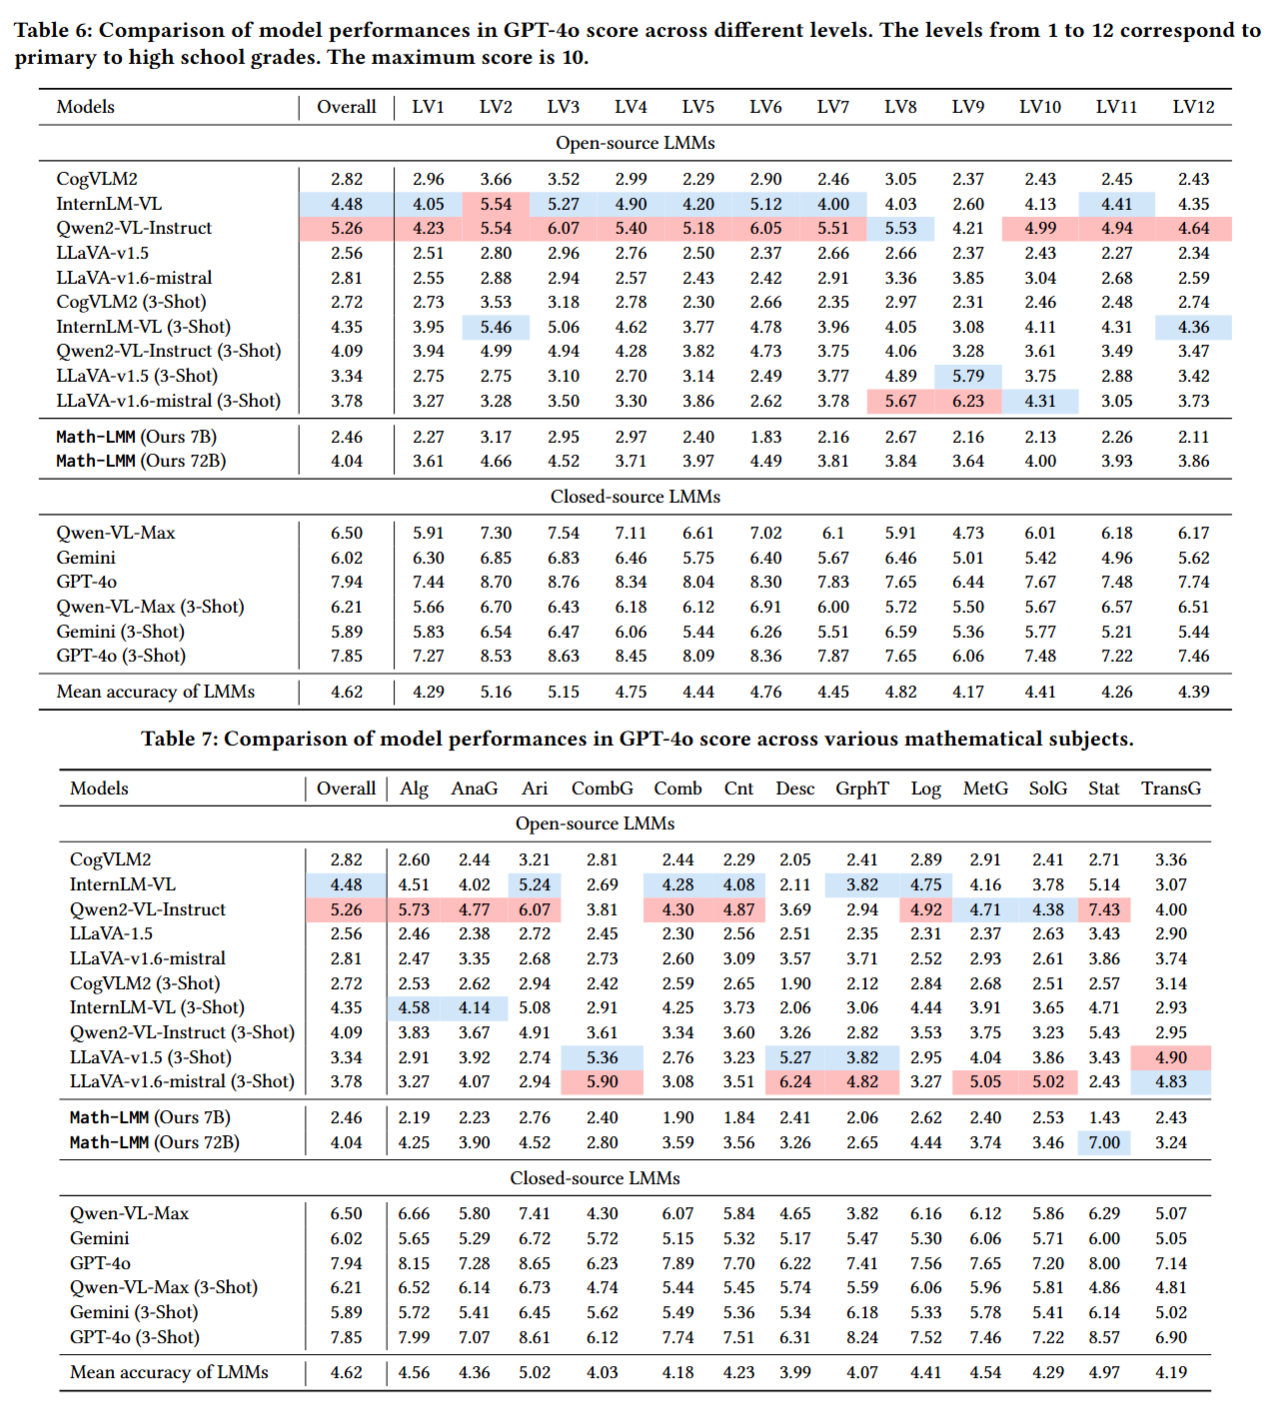 Table 6: Comparison of model performances in GPT-4o score across different levels. The levels from 1 to 12 correspond to
primary to high school grades. The maximum score is 10.
Models Overall LV1 LV2 LV3 LV4 LV5 LV6 LV7 LV8 LV9 LV10 LV11 LV12
Open-source LMMs
CogVLM2 2.82 2.96 3.66 3.52 2.99 2.29 2.90 2.46 3.05 2.37 2.43 2.45 2.43
InternLM-VL 4.48 4.05 5.54 5.27 4.90 4.20 5.12 4.00 4.03 2.60 4.13 4.41 4.35
Qwen2-VL-Instruct 5.26 4.23 5.54 6.07 5.40 5.18 6.05 5.51 5.53 4.21 4.99 4.94 4.64
LLaVA-v1.5 2.56 2.51 2.80 2.96 2.76 2.50 2.37 2.66 2.66 2.37 2.43 2.27 2.34
LLaVA-v1.6-mistral 2.81 2.55 2.88 2.94 2.57 2.43 2.42 2.91 3.36 3.85 3.04 2.68 2.59
CogVLM2 (3-Shot) 2.72 2.73 3.53 3.18 2.78 2.30 2.66 2.35 2.97 2.31 2.46 2.48 2.74
InternLM-VL (3-Shot) 4.35 3.95 5.46 5.06 4.62 3.77 4.78 3.96 4.05 3.08 4.11 4.31 4.36
Qwen2-VL-Instruct (3-Shot) 4.09 3.94 4.99 4.94 4.28 3.82 4.73 3.75 4.06 3.28 3.61 3.49 3.47
LLaVA-v1.5 (3-Shot) 3.34 2.75 2.75 3.10 2.70 3.14 2.49 3.77 4.89 5.79 3.75 2.88 3.42
LLaVA-v1.6-mistral (3-Shot) 3.78 3.27 3.28 3.50 3.30 3.86 2.62 3.78 5.67 6.23 4.31 3.05 3.73
Math-LMM (Ours 7B) 2.46 2.27 3.17 2.95 2.97 2.40 1.83 2.16 2.67 2.16 2.13 2.26 2.11
Math-LMM (Ours 72B) 4.04 3.61 4.66 4.52 3.71 3.97 4.49 3.81 3.84 3.64 4.00 3.93 3.86
Closed-source LMMs
Qwen-VL-Max 6.50 5.91 7.30 7.54 7.11 6.61 7.02 6.1 5.91 4.73 6.01 6.18 6.17
Gemini 6.02 6.30 6.85 6.83 6.46 5.75 6.40 5.67 6.46 5.01 5.42 4.96 5.62
GPT-4o 7.94 7.44 8.70 8.76 8.34 8.04 8.30 7.83 7.65 6.44 7.67 7.48 7.74
Qwen-VL-Max (3-Shot) 6.21 5.66 6.70 6.43 6.18 6.12 6.91 6.00 5.72 5.50 5.67 6.57 6.51
Gemini (3-Shot) 5.89 5.83 6.54 6.47 6.06 5.44 6.26 5.51 6.59 5.36 5.77 5.21 5.44
GPT-4o (3-Shot) 7.85 7.27 8.53 8.63 8.45 8.09 8.36 7.87 7.65 6.06 7.48 7.22 7.46
Mean accuracy of LMMs 4.62 4.29 5.16 5.15 4.75 4.44 4.76 4.45 4.82 4.17 4.41 4.26 4.39
Table 7: Comparison of model performances in GPT-4o score across various mathematical subjects.
Models Overall Alg AnaG Ari CombG Comb Cnt Desc GrphT Log MetG SolG Stat TransG
Open-source LMMs
CogVLM2 2.82 2.60 2.44 3.21 2.81 2.44 2.29 2.05 2.41 2.89 2.91 2.41 2.71 3.36
InternLM-VL 4.48 4.51 4.02 5.24 2.69 4.28 4.08 2.11 3.82 4.75 4.16 3.78 5.14 3.07
Qwen2-VL-Instruct 5.26 5.73 4.77 6.07 3.81 4.30 4.87 3.69 2.94 4.92 4.71 4.38 7.43 4.00
LLaVA-1.5 2.56 2.46 2.38 2.72 2.45 2.30 2.56 2.51 2.35 2.31 2.37 2.63 3.43 2.90
LLaVA-v1.6-mistral 2.81 2.47 3.35 2.68 2.73 2.60 3.09 3.57 3.71 2.52 2.93 2.61 3.86 3.74
CogVLM2 (3-Shot) 2.72 2.53 2.62 2.94 2.42 2.59 2.65 1.90 2.12 2.84 2.68 2.51 2.57 3.14
InternLM-VL (3-Shot) 4.35 4.58 4.14 5.08 2.91 4.25 3.73 2.06 3.06 4.44 3.91 3.65 4.71 2.93
Qwen2-VL-Instruct (3-Shot) 4.09 3.83 3.67 4.91 3.61 3.34 3.60 3.26 2.82 3.53 3.75 3.23 5.43 2.95
LLaVA-v1.5 (3-Shot) 3.34 2.91 3.92 2.74 5.36 2.76 3.23 5.27 3.82 2.95 4.04 3.86 3.43 4.90
LLaVA-v1.6-mistral (3-Shot) 3.78 3.27 4.07 2.94 5.90 3.08 3.51 6.24 4.82 3.27 5.05 5.02 2.43 4.83
Math-LMM (Ours 7B) 2.46 2.19 2.23 2.76 2.40 1.90 1.84 2.41 2.06 2.62 2.40 2.53 1.43 2.43
Math-LMM (Ours 72B) 4.04 4.25 3.90 4.52 2.80 3.59 3.56 3.26 2.65 4.44 3.74 3.46 7.00 3.24
Closed-source LMMs
Qwen-VL-Max 6.50 6.66 5.80 7.41 4.30 6.07 5.84 4.65 3.82 6.16 6.12 5.86 6.29 5.07
Gemini 6.02 5.65 5.29 6.72 5.72 5.15 5.32 5.17 5.47 5.30 6.06 5.71 6.00 5.05
GPT-4o 7.94 8.15 7.28 8.65 6.23 7.89 7.70 6.22 7.41 7.56 7.65 7.20 8.00 7.14
Qwen-VL-Max (3-Shot) 6.21 6.52 6.14 6.73 4.74 5.44 5.45 5.74 5.59 6.06 5.96 5.81 4.86 4.81
Gemini (3-Shot) 5.89 5.72 5.41 6.45 5.62 5.49 5.36 5.34 6.18 5.33 5.78 5.41 6.14 5.02
GPT-4o (3-Shot) 7.85 7.99 7.07 8.61 6.12 7.74 7.51 6.31 8.24 7.52 7.46 7.22 8.57 6.90
Mean accuracy of LMMs 4.62 4.56 4.36 5.02 4.03 4.18 4.23 3.99 4.07 4.41 4.54 4.29 4.97 4.19